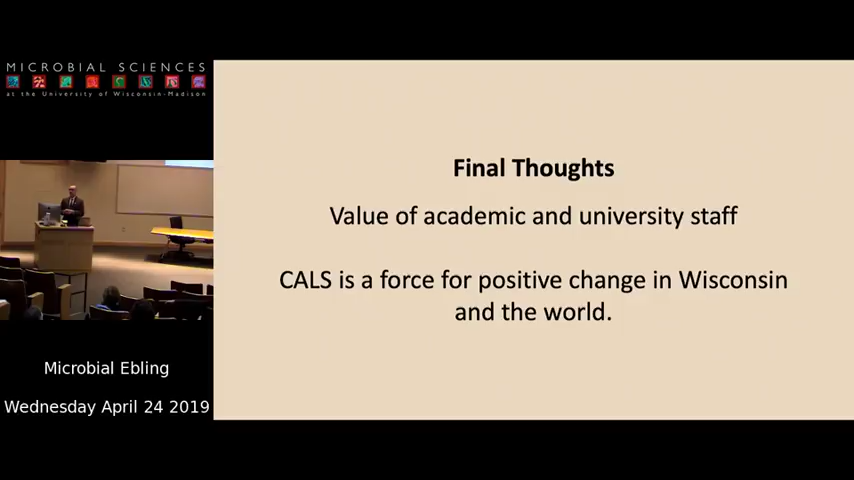 MICROBIAL SCIENCES
at the University of Wisconsin-Madison
Final Thoughts
Value of academic and university staff
CALS is a force for positive change in Wisconsin
and the world.
Microbial Ebling
Wednesday April 24 2019